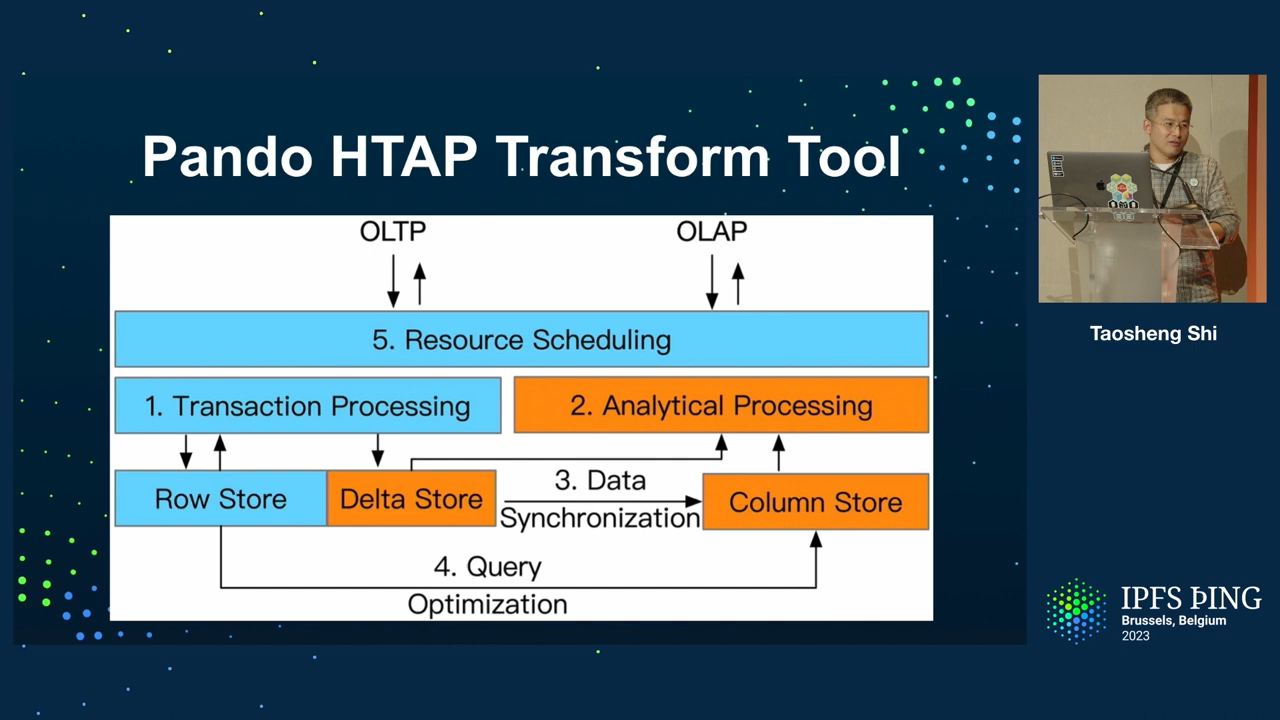 Pando HTAP Transform Tool
OLTP
OLAP
5. Resource Scheduling
1. Transaction Processing
2. Analytical Processing
Row Store
Delta Store
3. Data
Synchronization
Column Store
4. Query
Optimization
Taosheng Shi
IPFS ÞING
Brussels, Belgium
2023